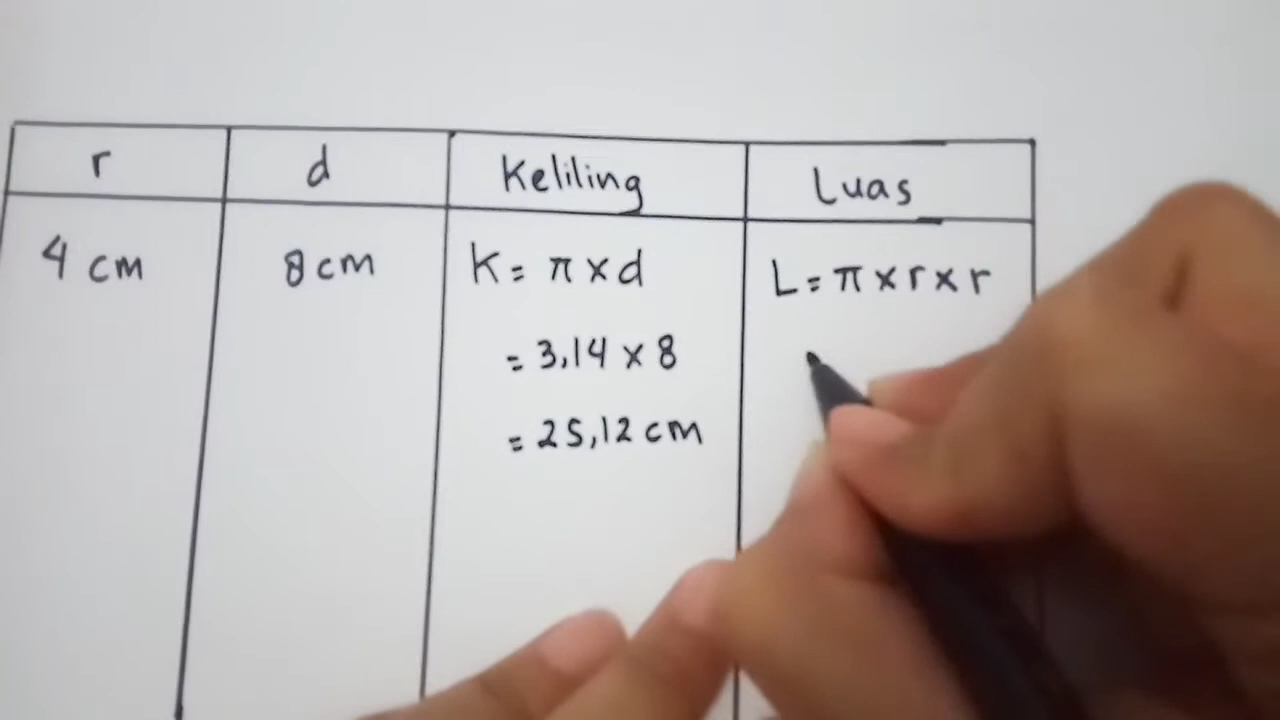 r d Keliling Luas
4 cm 8 cm K = π × d L = π × r × r
= 3,14 × 8
= 25,12 cm